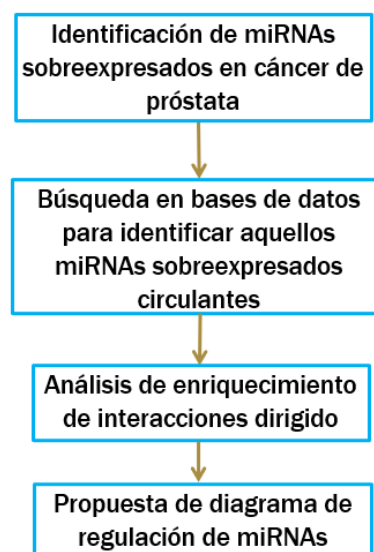 Identificación de miRNAs
sobreexpresados en cáncer de
próstata
Búsqueda en bases de datos
para identificar aquellos
miRNAs sobreexpresados
circulantes
Análisis de enriquecimiento
de interacciones dirigido
Propuesta de diagrama de
regulación de miRNAs